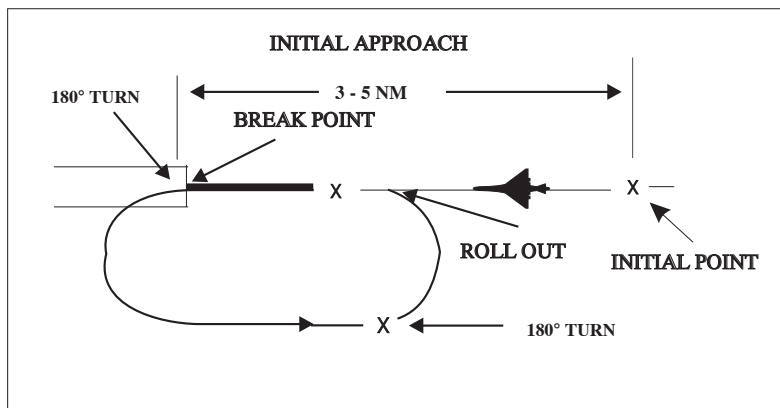 INITIAL APPROACH
3 - 5 NM
180° TURN
BREAK POINT
X
X
ROLL OUT
INITIAL POINT
X
180° TURN